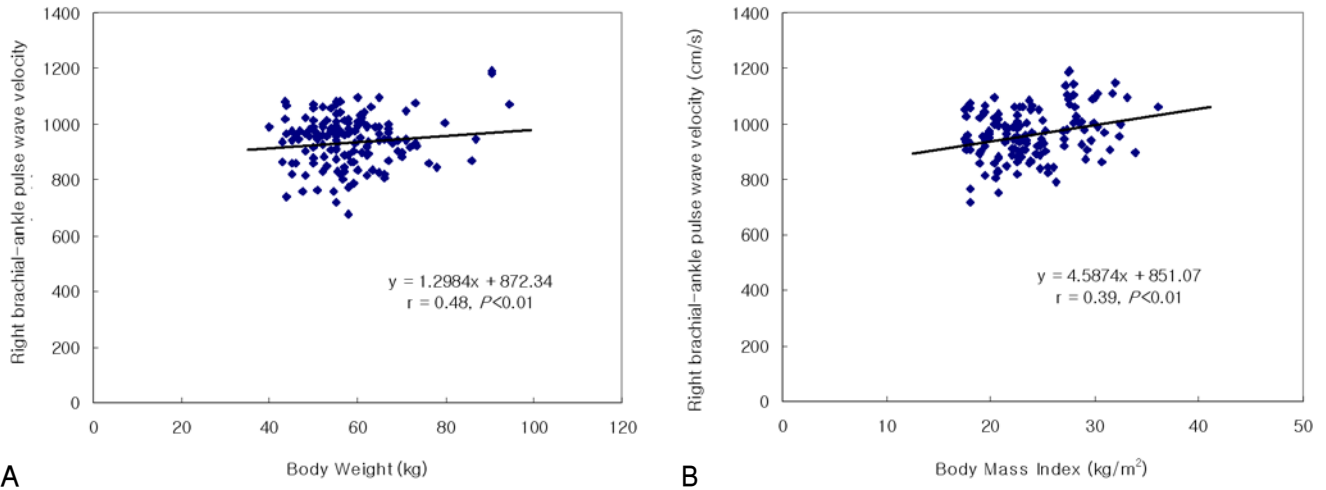 Right brachial-ankle pulse wave velocity
1400
1200
1000
800
600
400
200
0
0 20 40 60 80 100 120
y = 1.2984x + 872.34
r = 0.48, P<0.01
Body Weight (kg)
A
Right brachial-ankle pulse wave velocity (cm/s)
1400
1200
1000
800
600
400
200
0
0 10 20 30 40 50
y = 4.5874x + 851.07
r = 0.39, P<0.01
Body Mass Index (kg/m²)
B